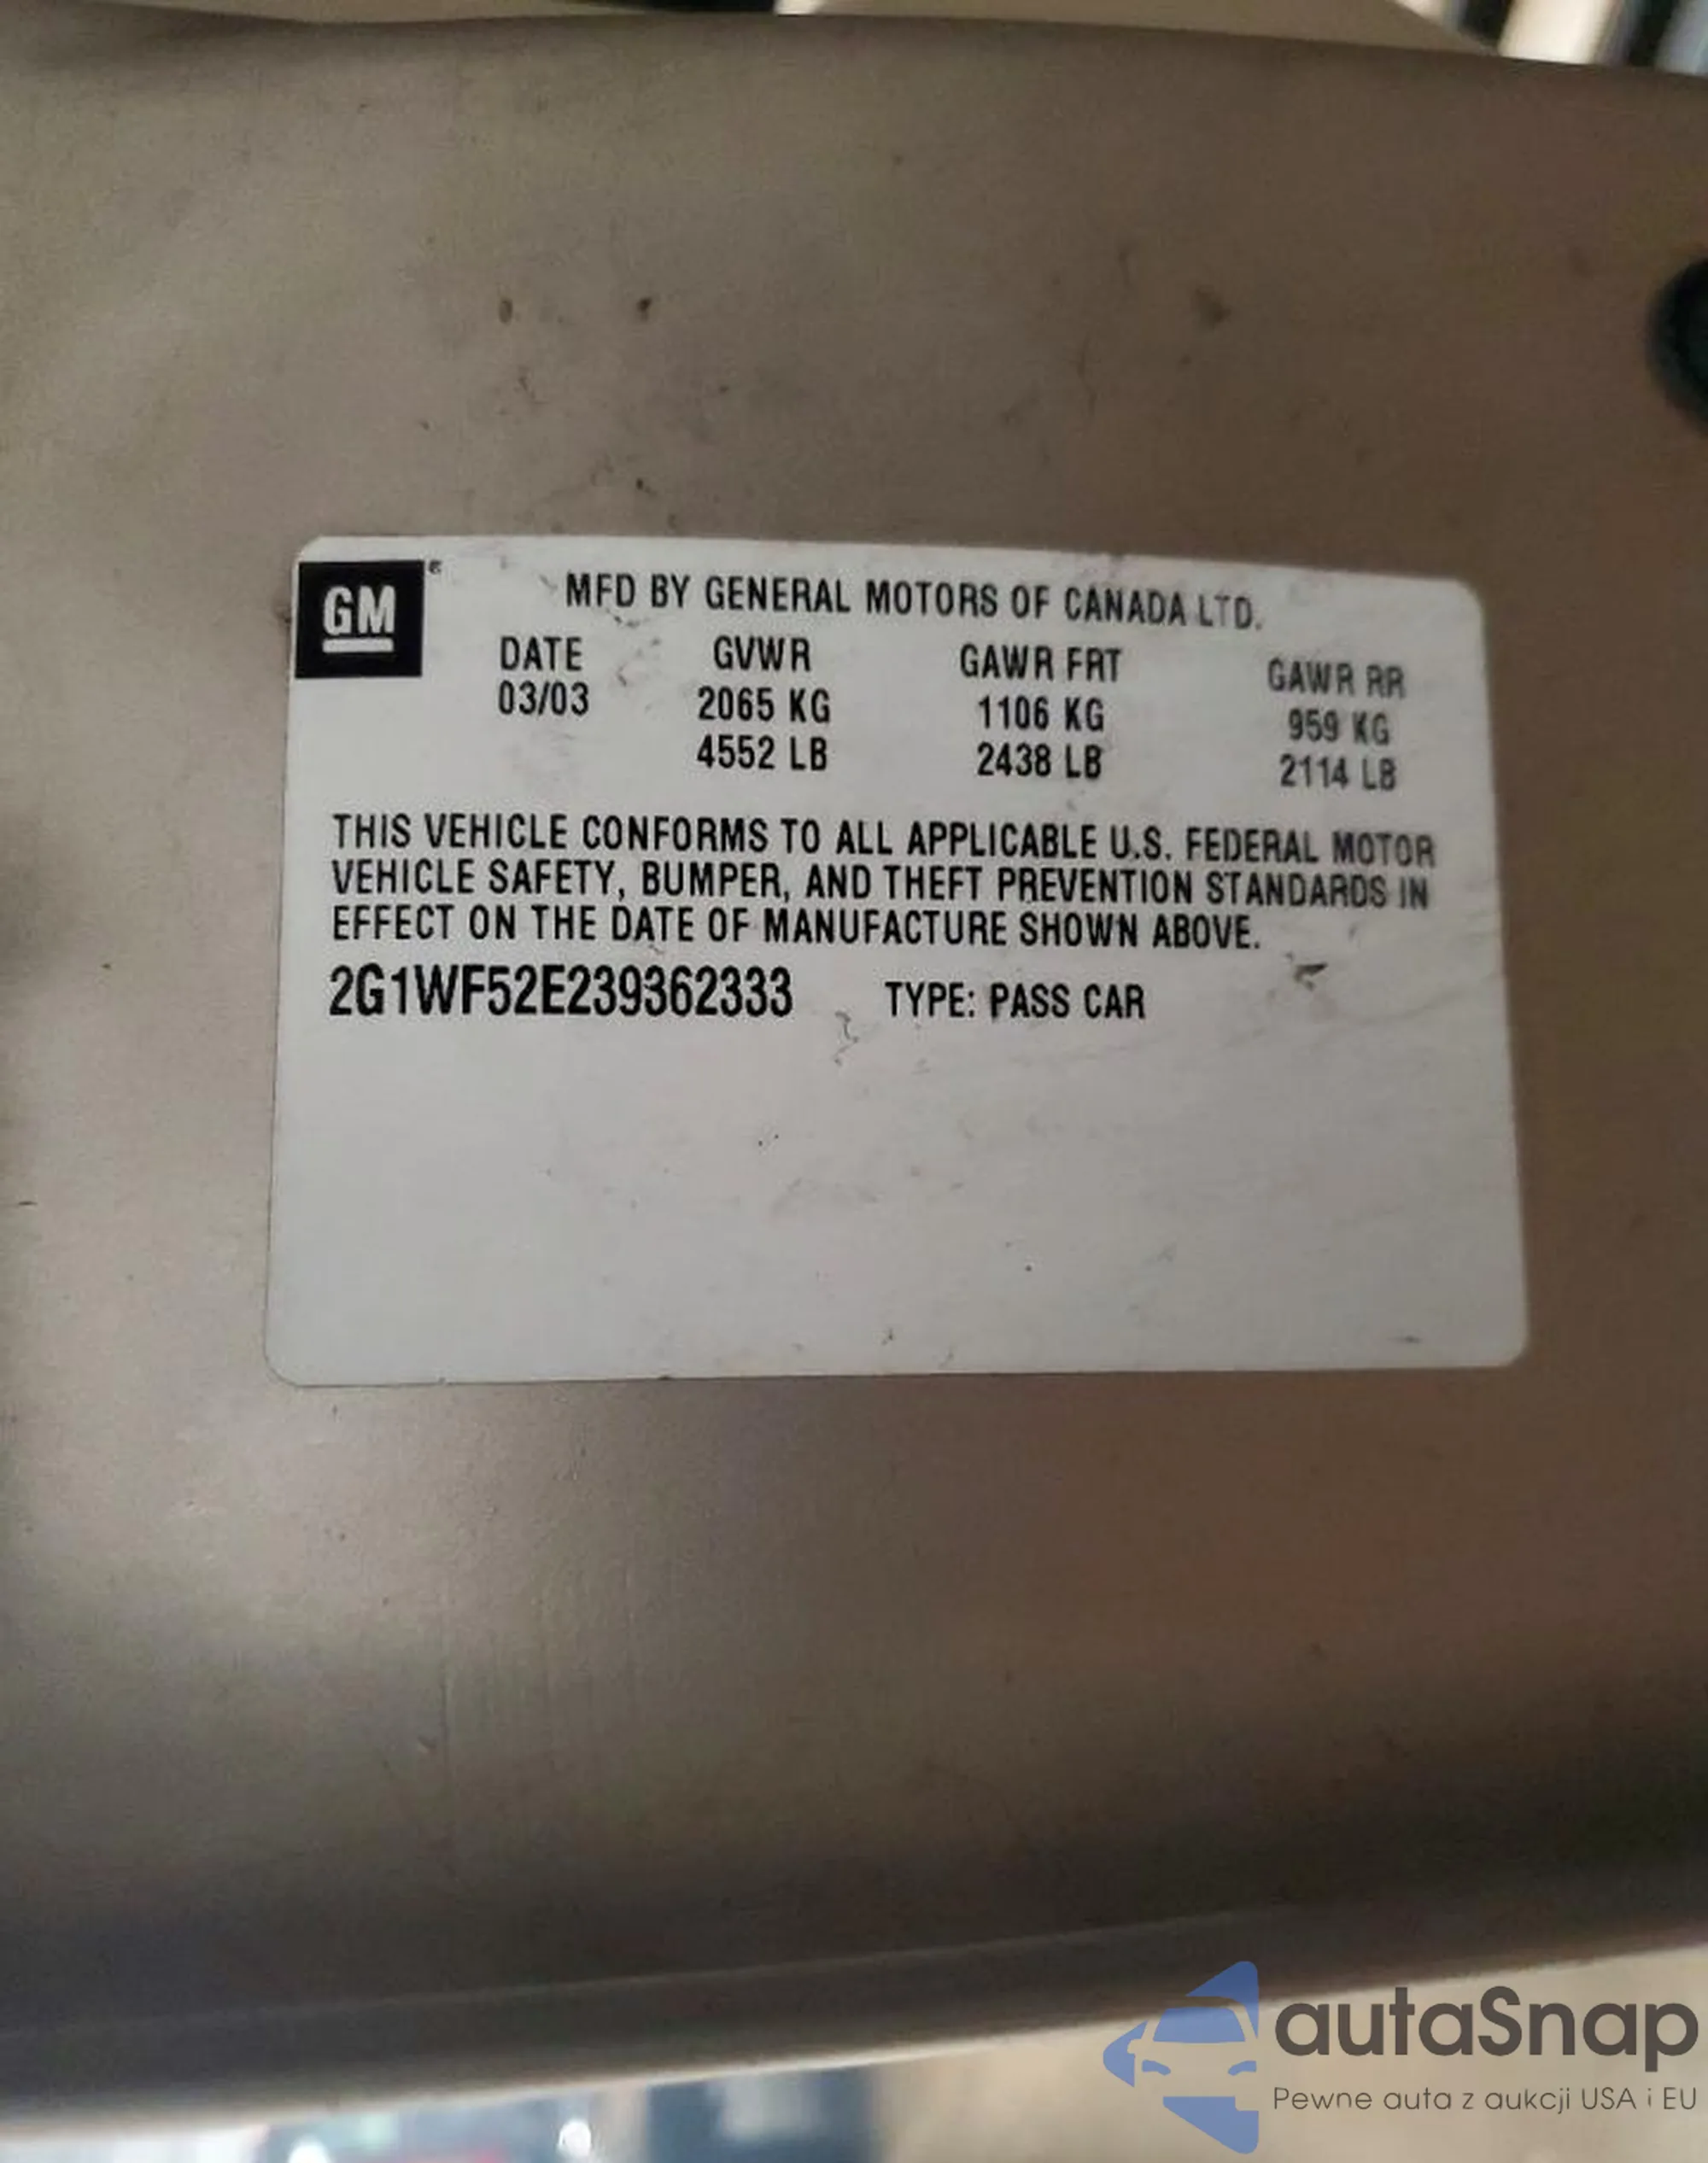 GM®
MFD BY GENERAL MOTORS OF CANADA LTD.
DATE GVWR GAWR FRT GAWR RR
03/03 2065 KG 1106 KG 959 KG
4552 LB 2438 LB 2114 LB
THIS VEHICLE CONFORMS TO ALL APPLICABLE U.S. FEDERAL MOTOR
VEHICLE SAFETY, BUMPER, AND THEFT PREVENTION STANDARDS IN
EFFECT ON THE DATE OF MANUFACTURE SHOWN ABOVE.
2G1WF52E239362333 TYPE: PASS CAR
autaSnap
Pewne auta z aukcji USA i EU